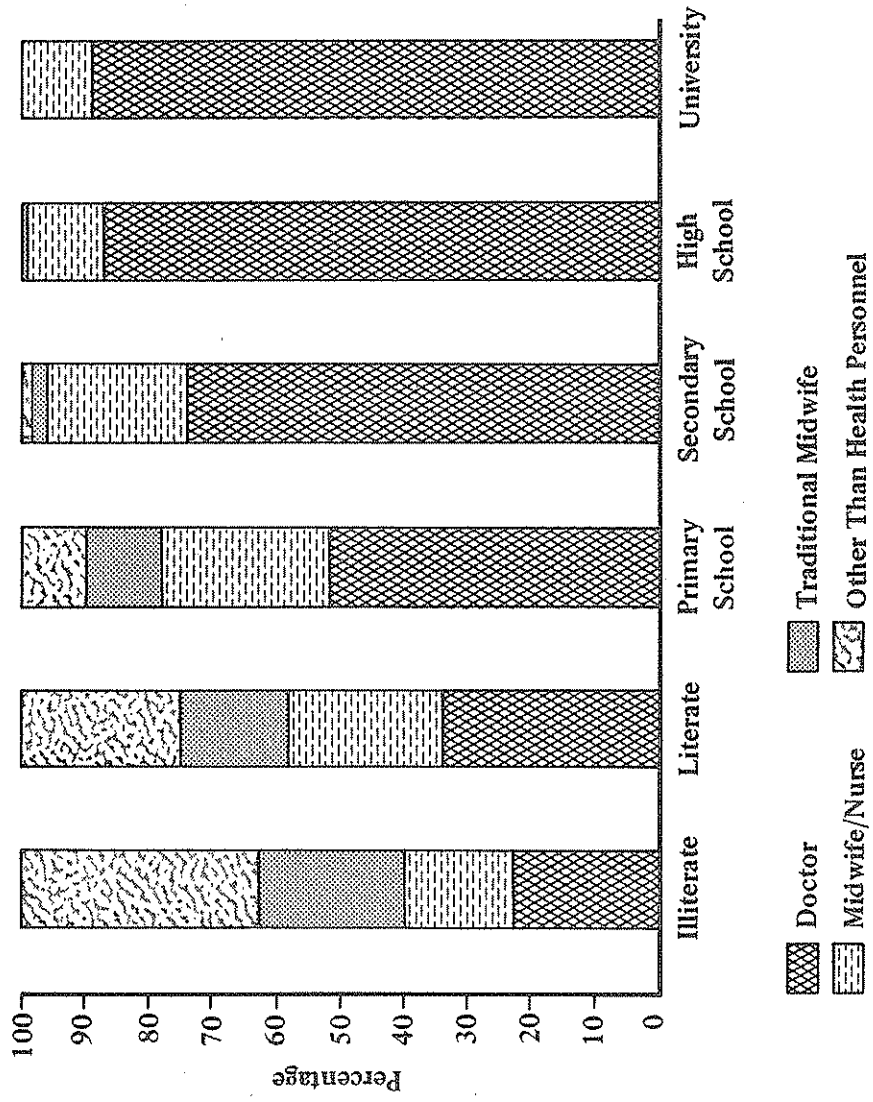 Percentage
100
90
80
70
60
50
40
30
20
10
0
Illiterate
Literate
Primary
School
Secondary
School
High
School
University
Doctor
Traditional Midwife
Midwife/Nurse
Other Than Health Personnel